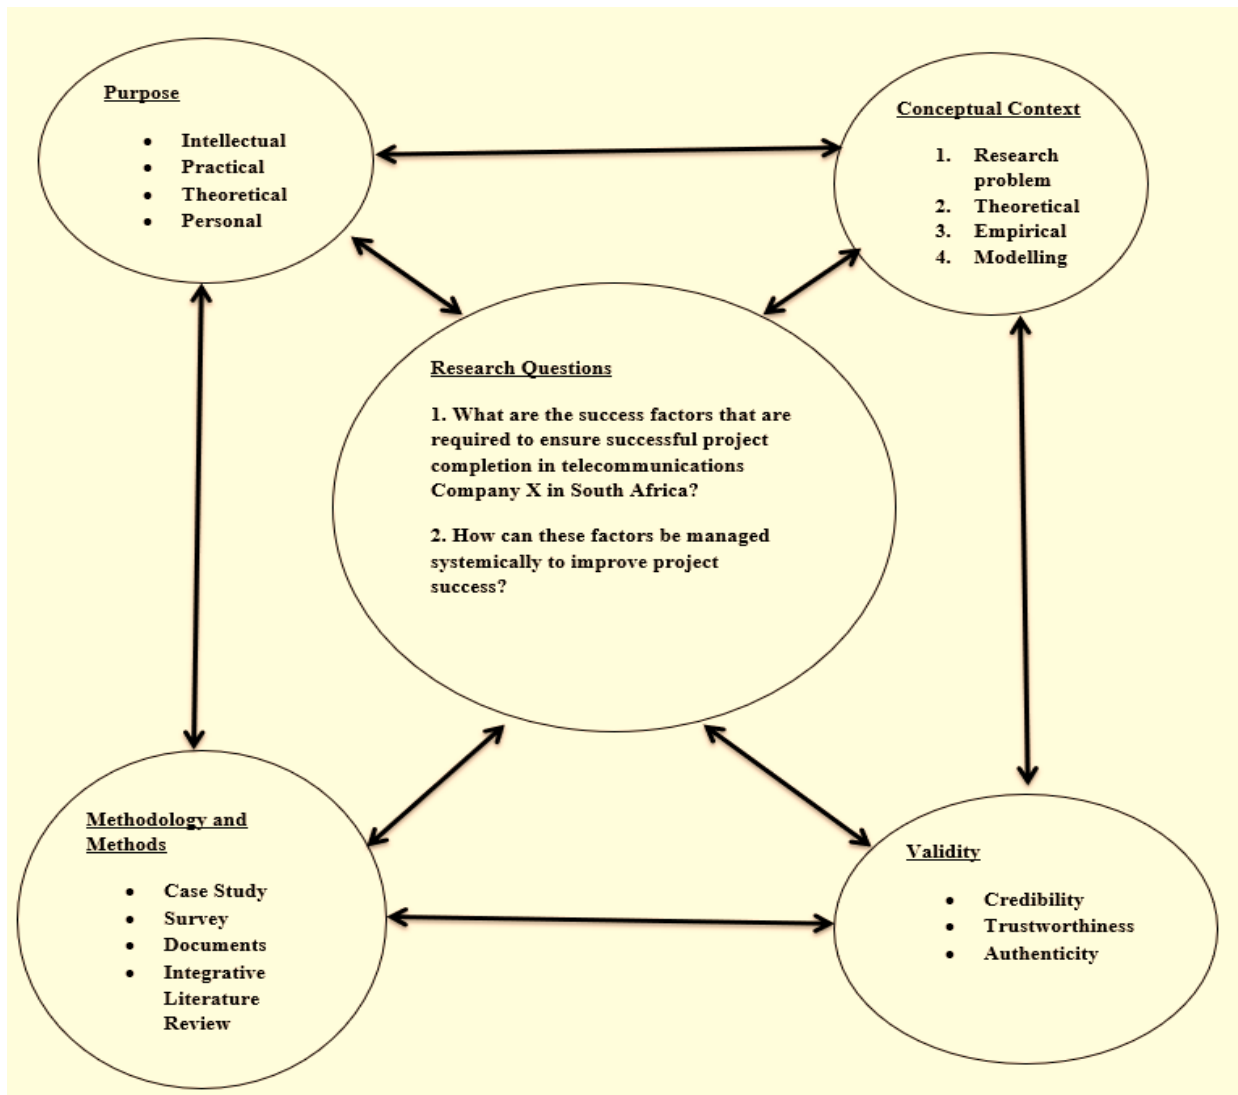 Purpose
• Intellectual
• Practical
• Theoretical
• Personal
Conceptual Context
1. Research
problem
2. Theoretical
3. Empirical
4. Modelling
Research Questions
1. What are the success factors that are
required to ensure successful project
completion in telecommunications
Company X in South Africa?
2. How can these factors be managed
systemically to improve project
success?
Methodology and
Methods
• Case Study
• Survey
• Documents
• Integrative
Literature
Review
Validity
• Credibility
• Trustworthiness
• Authenticity